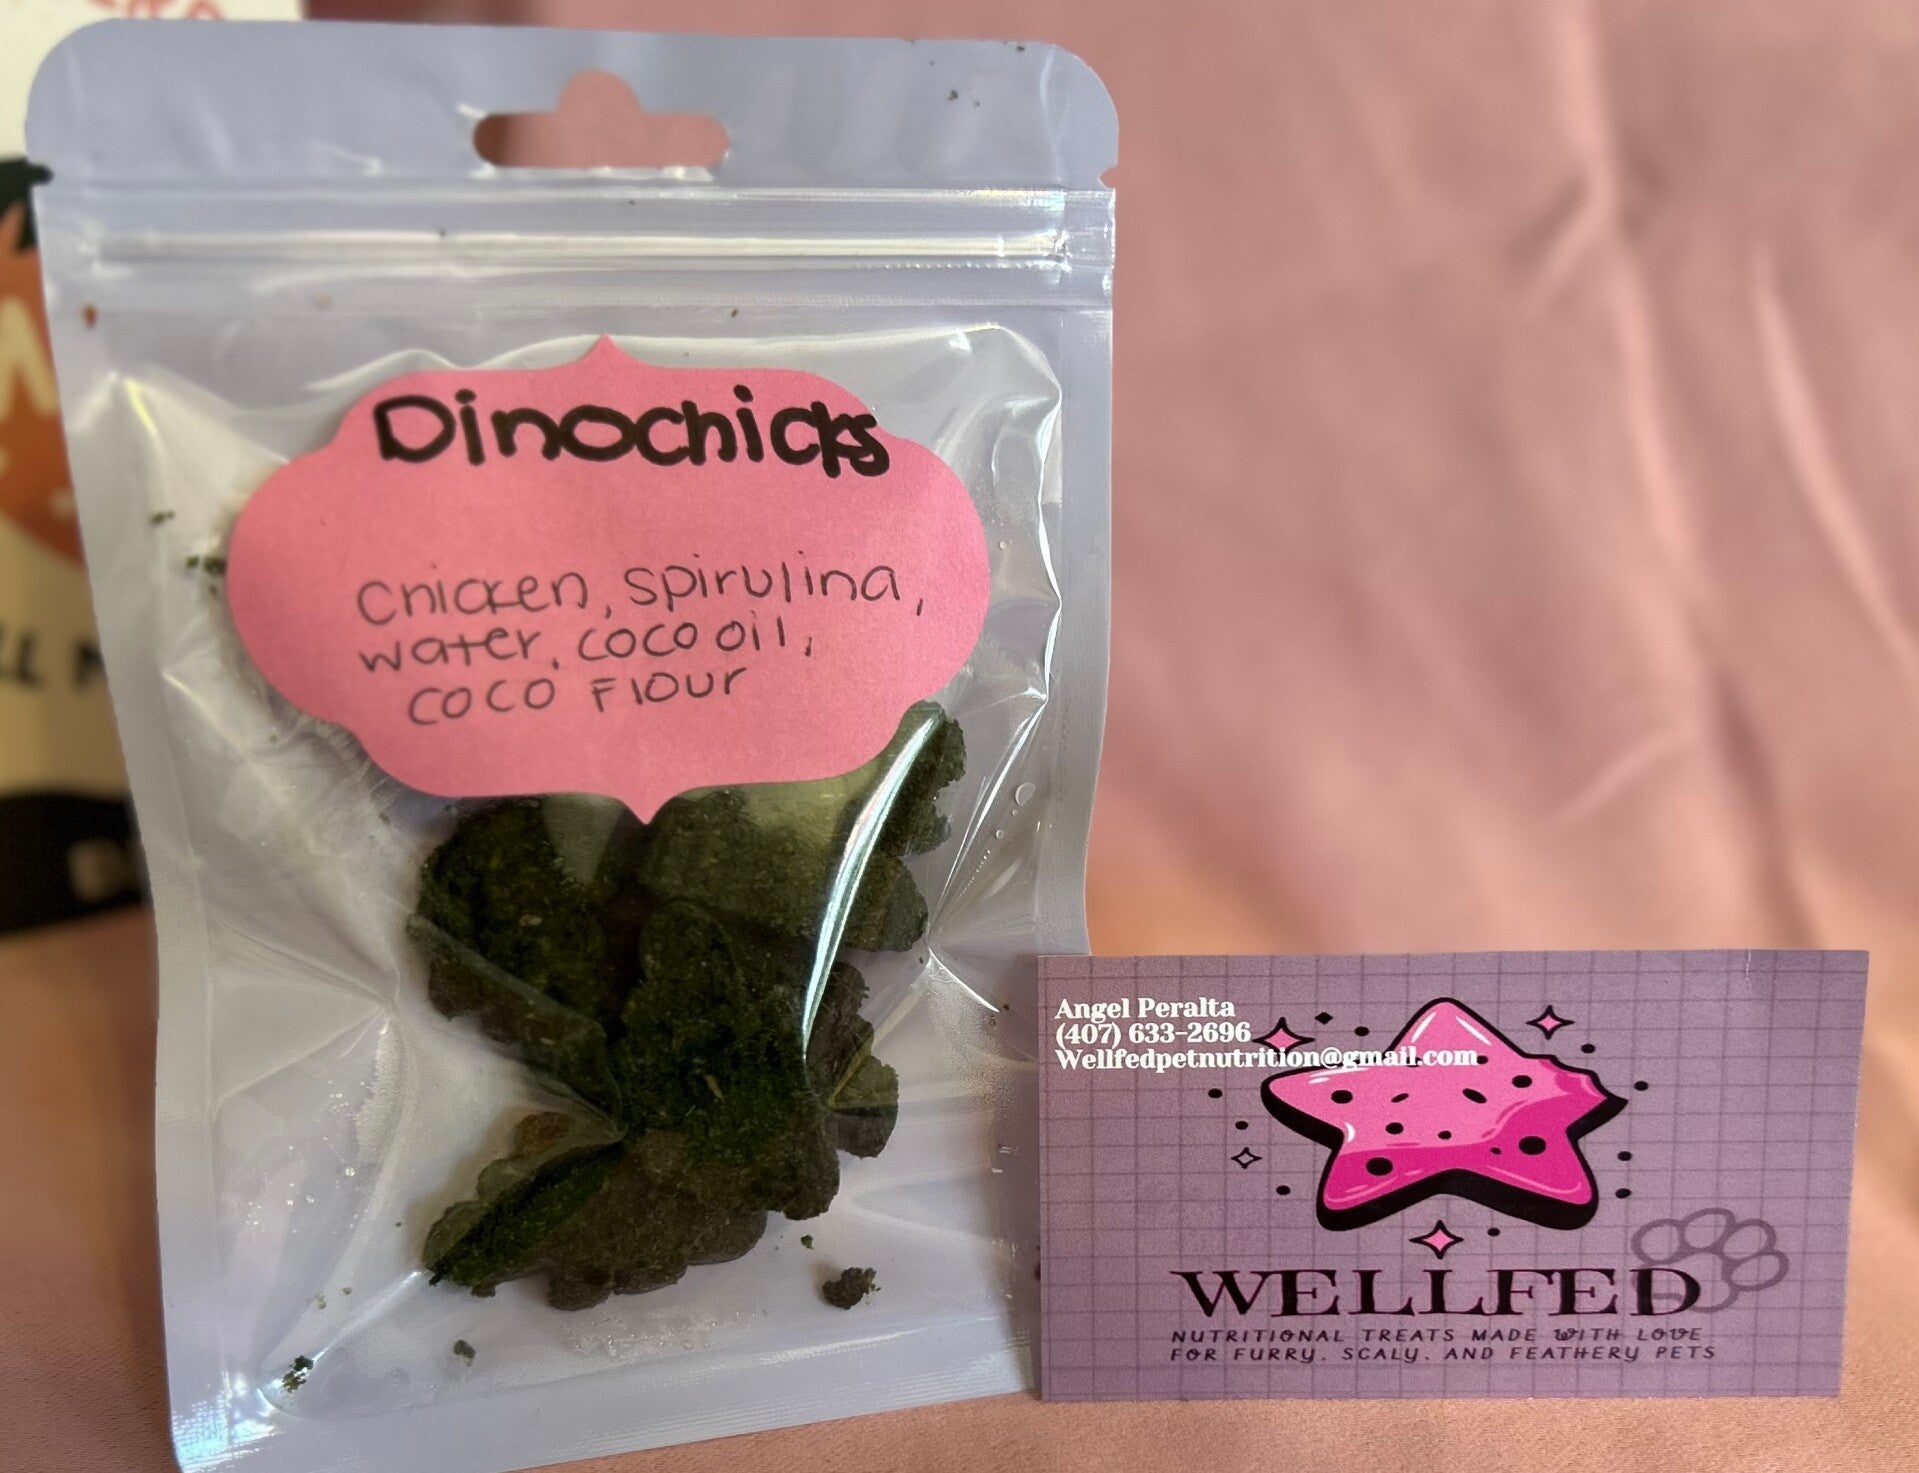 Dinochicks
Chicken, spirulina,
water, coco oil,
coco Flour
Angel Peralta
(407) 633-2696
Wellfedpetnutrition@gmail.com
WELLFED
NUTRITIONAL TREATS MADE WITH LOVE
FOR FURRY, SCALY, AND FEATHERY PETS